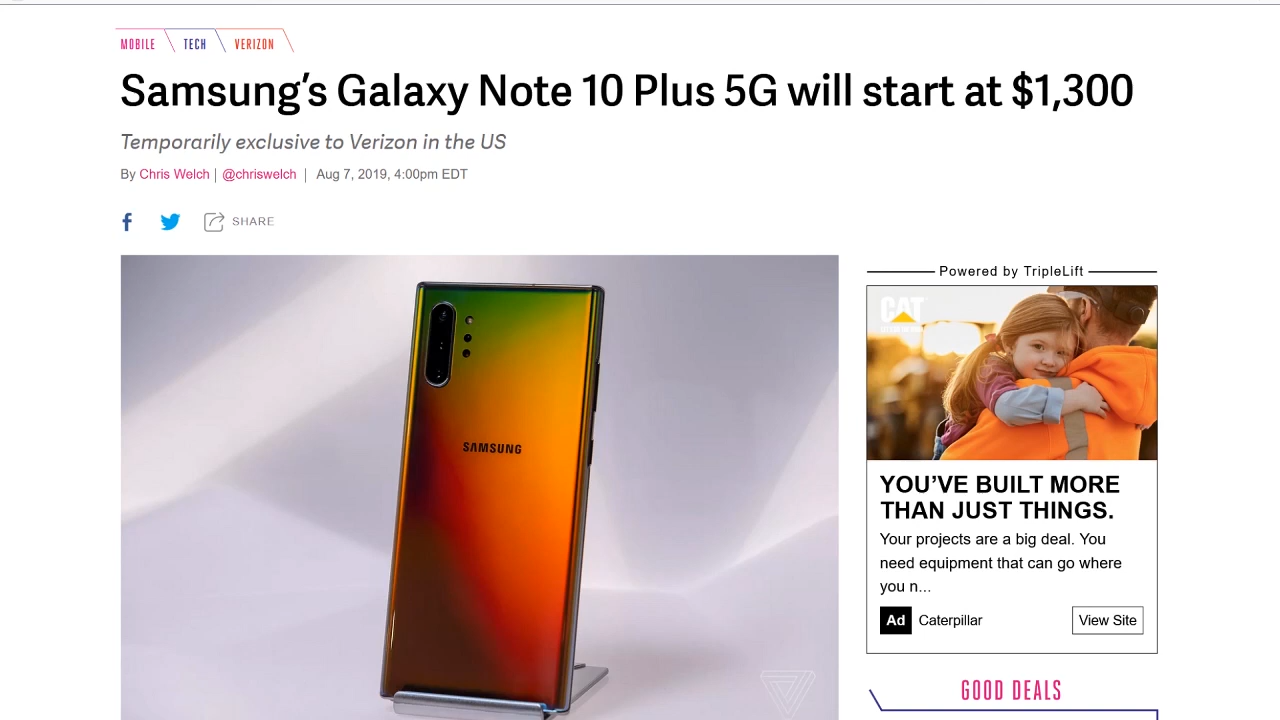 MOBILE TECH VERIZON
Samsung’s Galaxy Note 10 Plus 5G will start at $1,300
Temporarily exclusive to Verizon in the US
By Chris Welch | @chriswelch | Aug 7, 2019, 4:00pm EDT
SHARE
SAMSUNG
Powered by TripleLift
CAT
YOU’VE BUILT MORE
THAN JUST THINGS.
Your projects are a big deal. You
need equipment that can go where
you n...
Ad Caterpillar View Site
GOOD DEALS